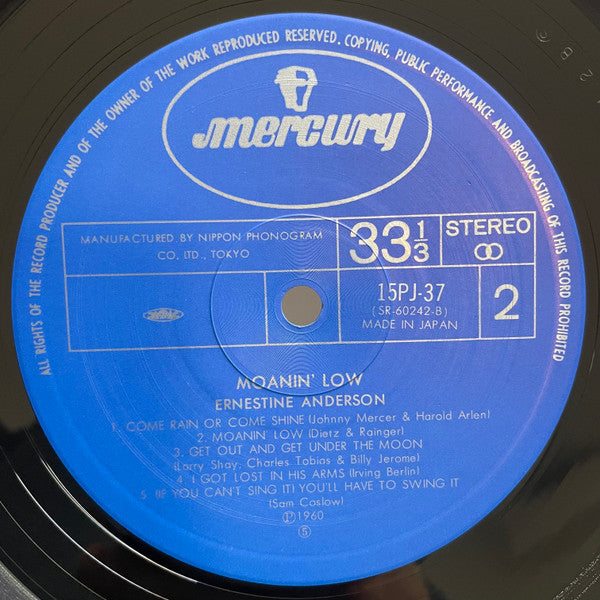 ALL RIGHTS OF THE RECORD PRODUCER AND OF THE OWNER OF THE WORK REPRODUCED RESERVED. COPYING, PUBLIC PERFORMANCE AND BROADCASTING OF THIS RECORD PROHIBITED
mercury
MANUFACTURED BY NIPPON PHONOGRAM
CO., LTD., TOKYO
33 1/3
STEREO
15PJ-37
(SR-60242-B)
MADE IN JAPAN
2
MOANIN' LOW
ERNESTINE ANDERSON
1. COME RAIN OR COME SHINE (Johnny Mercer & Harold Arlen)
2. MOANIN' LOW (Dietz & Rainger)
3. GET OUT AND GET UNDER THE MOON
(Larry Shay, Charles Tobias & Billy Jerome)
4. I GOT LOST IN HIS ARMS (Irving Berlin)
5. (IF YOU CAN'T SING IT) YOU'LL HAVE TO SWING IT
(Sam Coslow)
℗1960
S